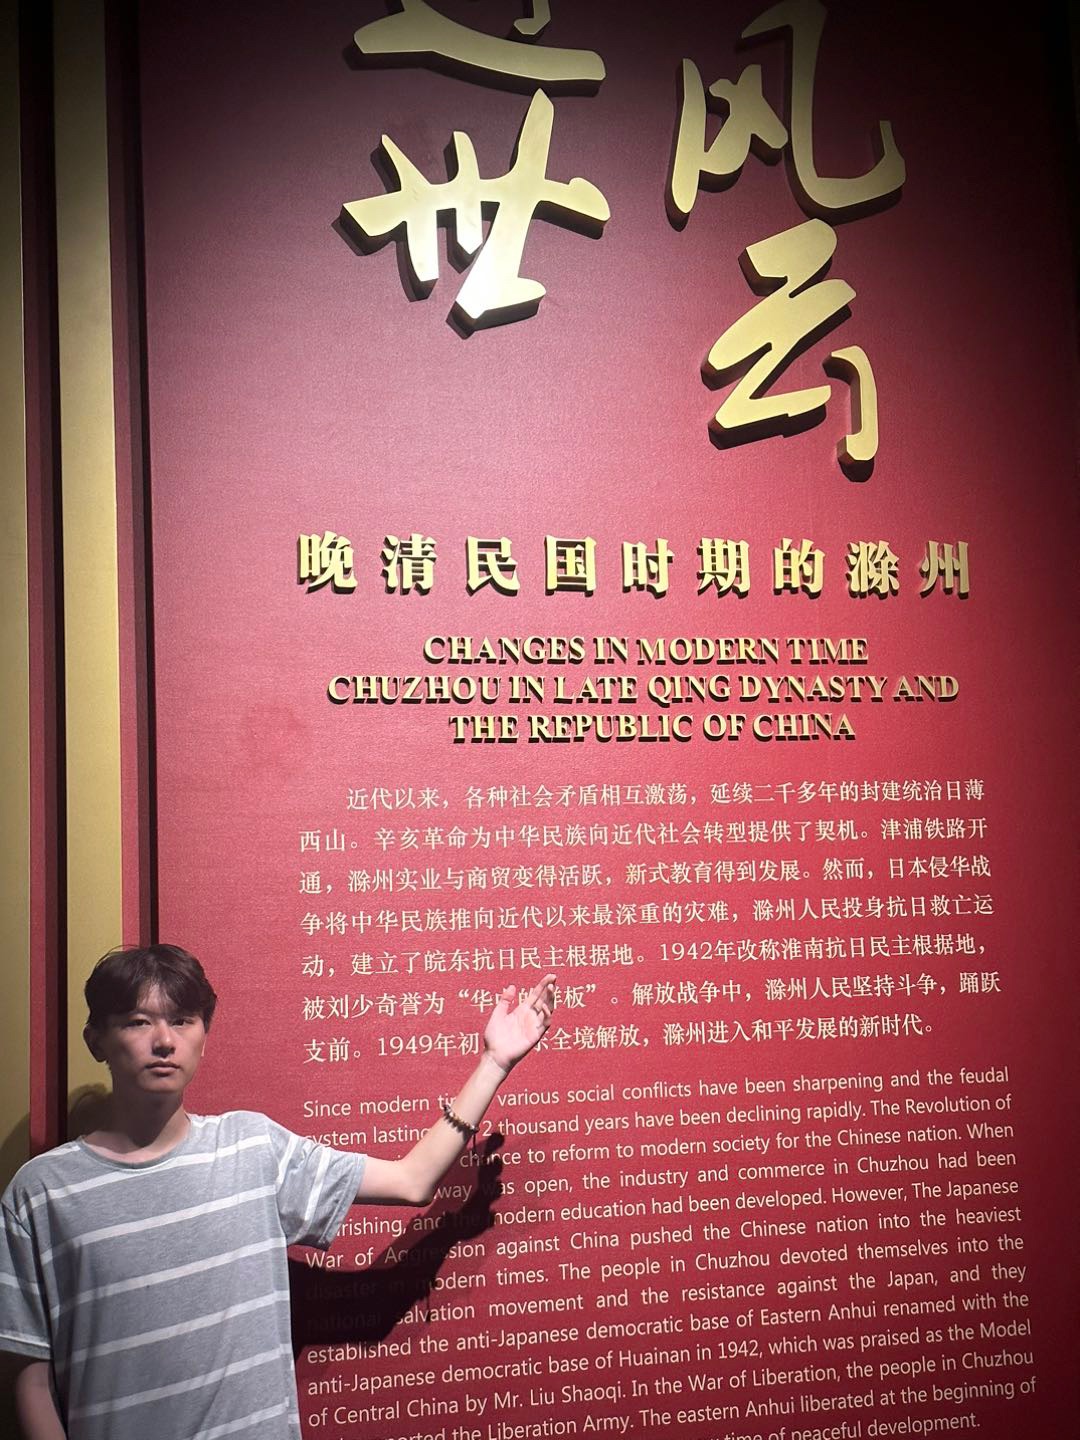 世
风云
晚清民国时期的滁州
CHANGES IN MODERN TIME
CHUZHOU IN LATE QING DYNASTY AND
THE REPUBLIC OF CHINA
近代以来，各种社会矛盾相互激荡，延续二千多年的封建统治日薄
西山。辛亥革命为中华民族向近代社会转型提供了契机。津浦铁路开
通，滁州实业与商贸变得活跃，新式教育得到发展。然而，日本侵华战
争将中华民族推向近代以来最深重的灾难，滁州人民投身抗日救亡运
动，建立了皖东抗日民主根据地。1942年改称淮南抗日民主根据地，
被刘少奇誉为“华 的样板”。解放战争中，滁州人民坚持斗争，踊跃
支前。1949年初 东全境解放，滁州进入和平发展的新时代。
Since modern various social conflicts have been sharpening and the feudal
system lasting 2 thousand years have been declining rapidly. The Revolution of
chance to reform to modern society for the Chinese nation. When
was open, the industry and commerce in Chuzhou had been
and the modern education had been developed. However, The Japanese
War of Aggression against China pushed the Chinese nation into the heaviest
disaster in modern times. The people in Chuzhou devoted themselves into the
national salvation movement and the resistance against the Japan, and they
established the anti-Japanese democratic base of Eastern Anhui renamed with the
anti-Japanese democratic base of Huainan in 1942, which was praised as the Model
of Central China by Mr. Liu Shaoqi. In the War of Liberation, the people in Chuzhou
the Liberation Army. The eastern Anhui liberated at the beginning of
time of peaceful development.